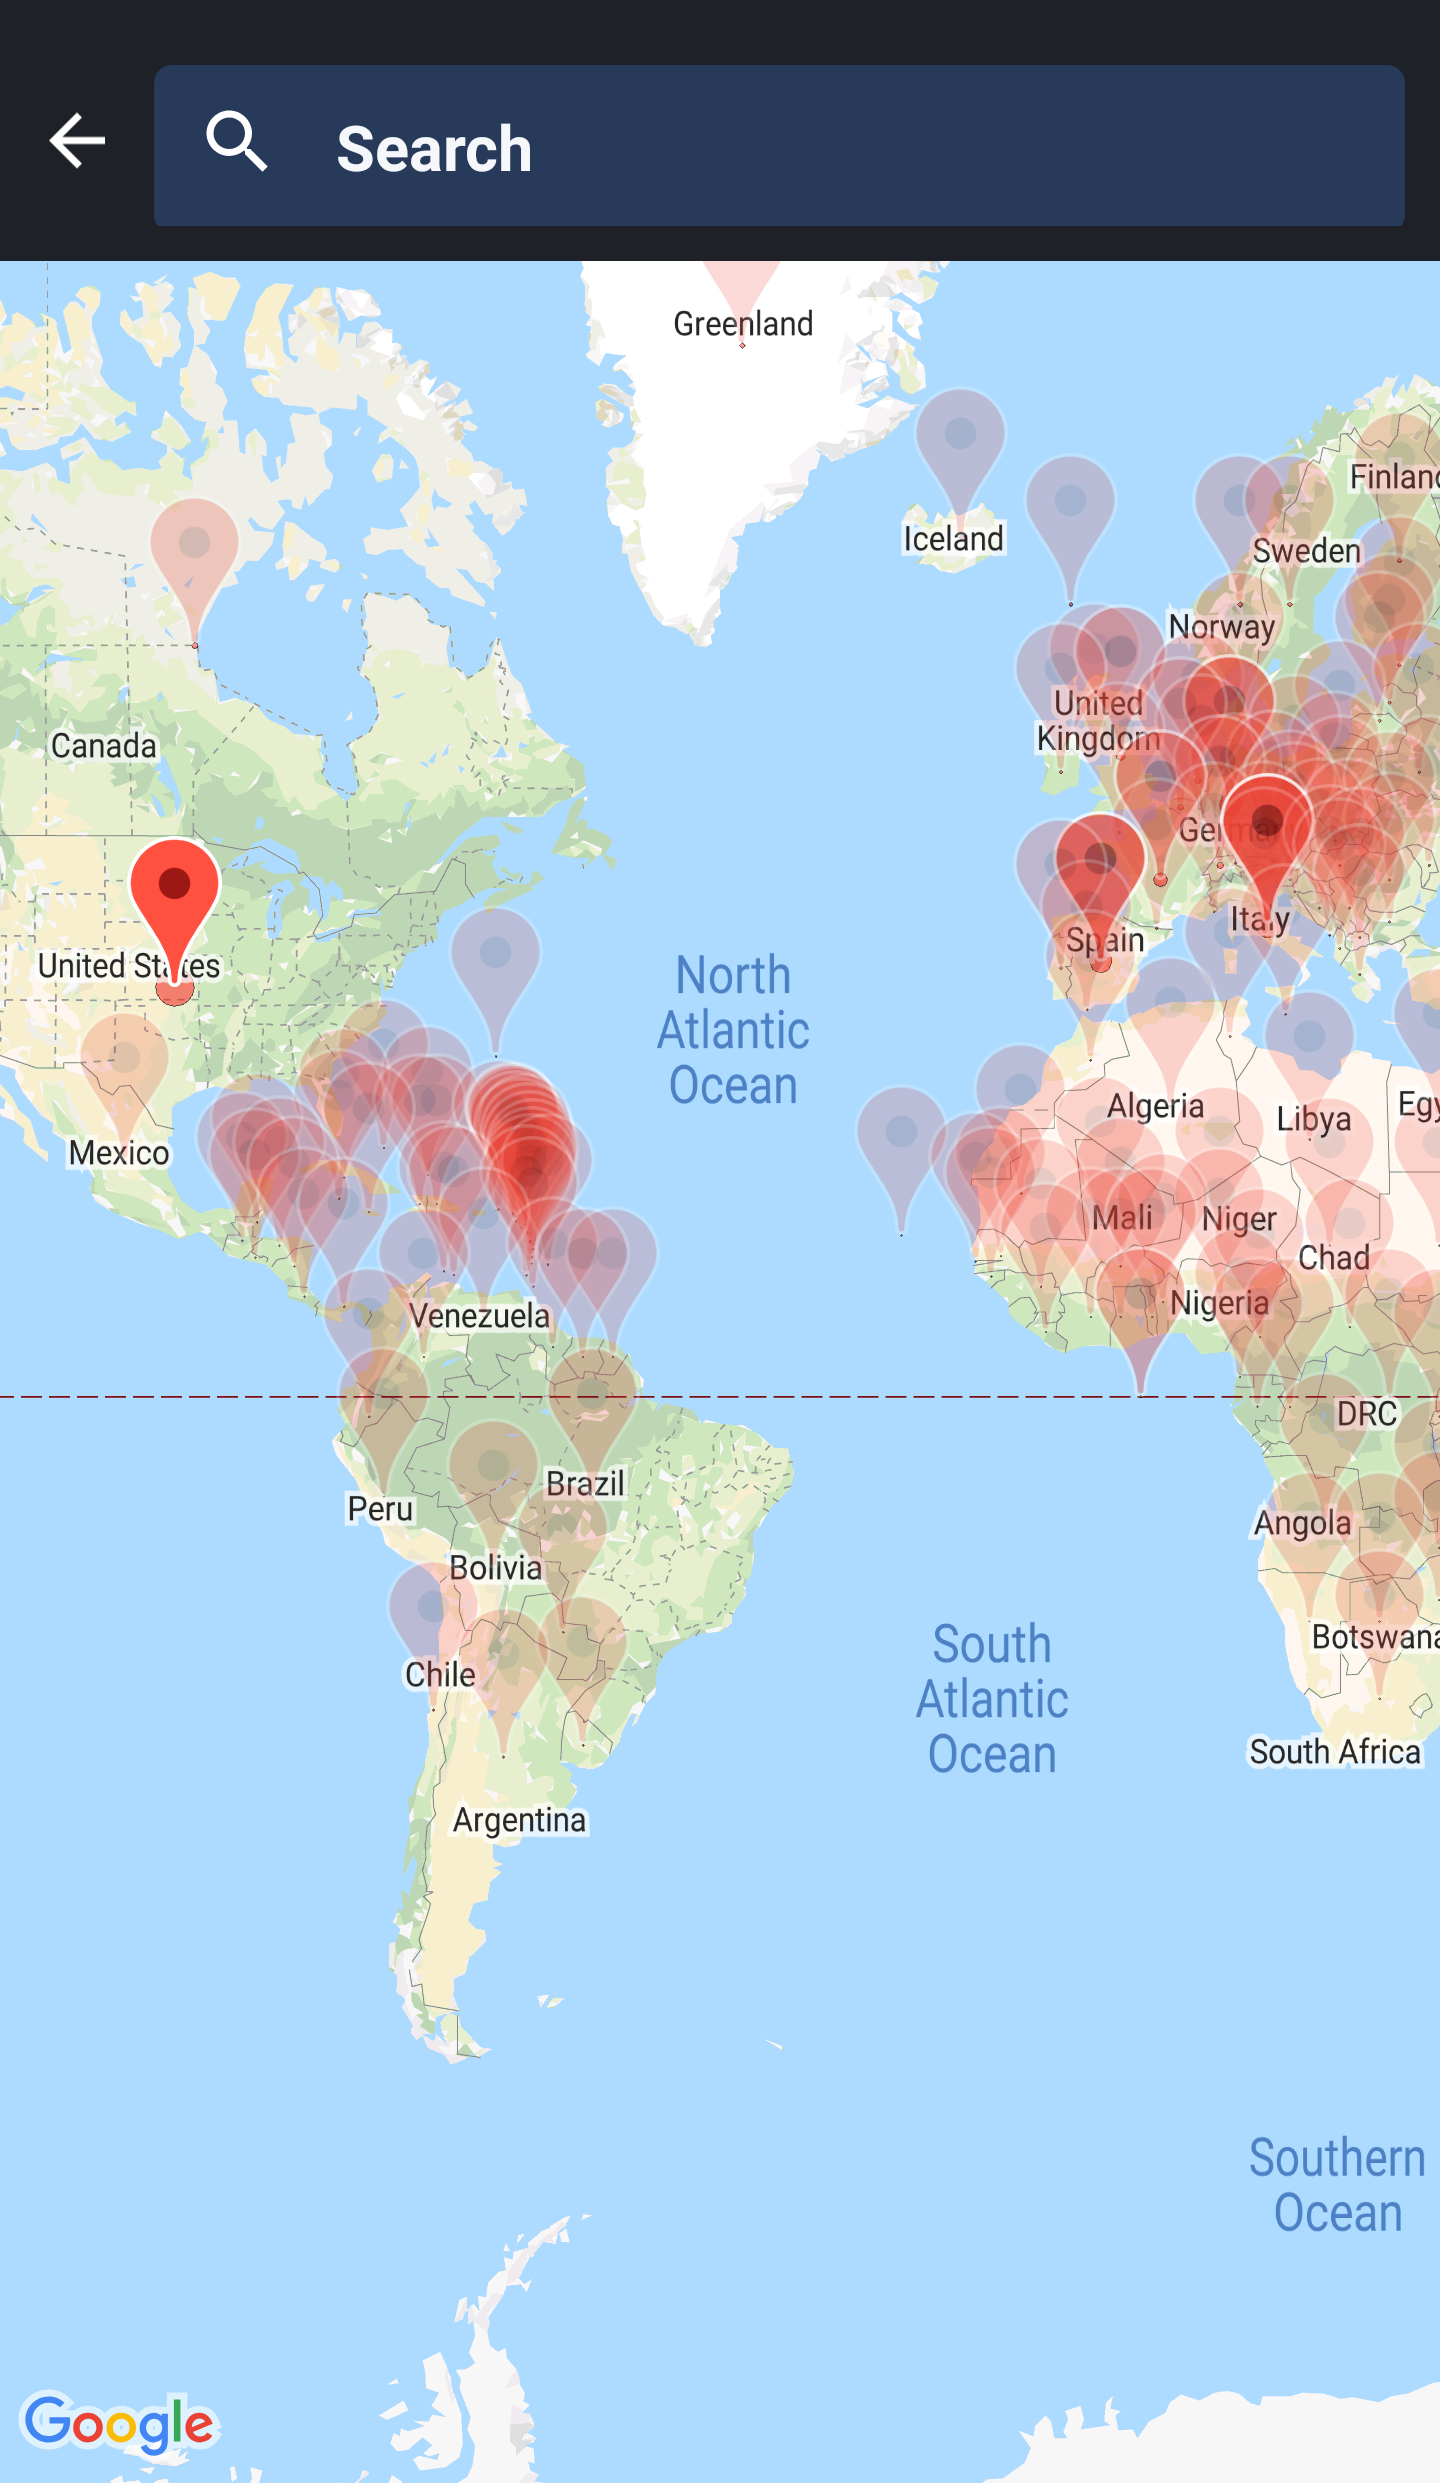 Search
Greenland
Finland
Iceland
Sweden
Norway
United
Kingdom
Canada
Germany
Italy
Spain
United States
North
Atlantic
Ocean
Mexico
Algeria
Libya
Egy
Mali
Niger
Chad
Nigeria
Venezuela
DRC
Brazil
Peru
Angola
Bolivia
Botswana
Chile
South
Atlantic
Ocean
South Africa
Argentina
Southern
Ocean
Google